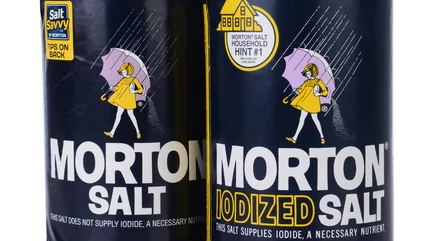 Salt
Savvy
BY MORTON
TIPS ON
BACK
MORTON
SALT
THIS SALT DOES NOT SUPPLY IODIDE, A NECESSARY NUTRIENT.
MORTON® SALT
HOUSEHOLD
HINT #1
MORTON®
IODIZED SALT
THIS SALT SUPPLIES IODIDE, A NECESSARY NUTRIENT.